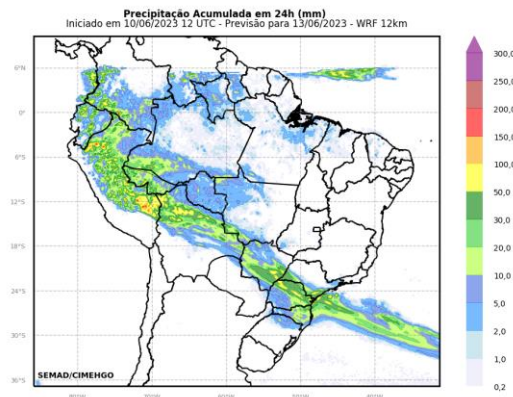 Precipitação Acumulada em 24h (mm)
Iniciado em 10/06/2023 12 UTC - Previsão para 13/06/2023 - WRF 12km
300,0
250,0
200,0
150,0
100,0
50,0
30,0
20,0
10,0
5,0
2,0
1,0
0,2
6°N
0°
6°S
12°S
18°S
24°S
30°S
36°S
SEMAD/CIMEHGO